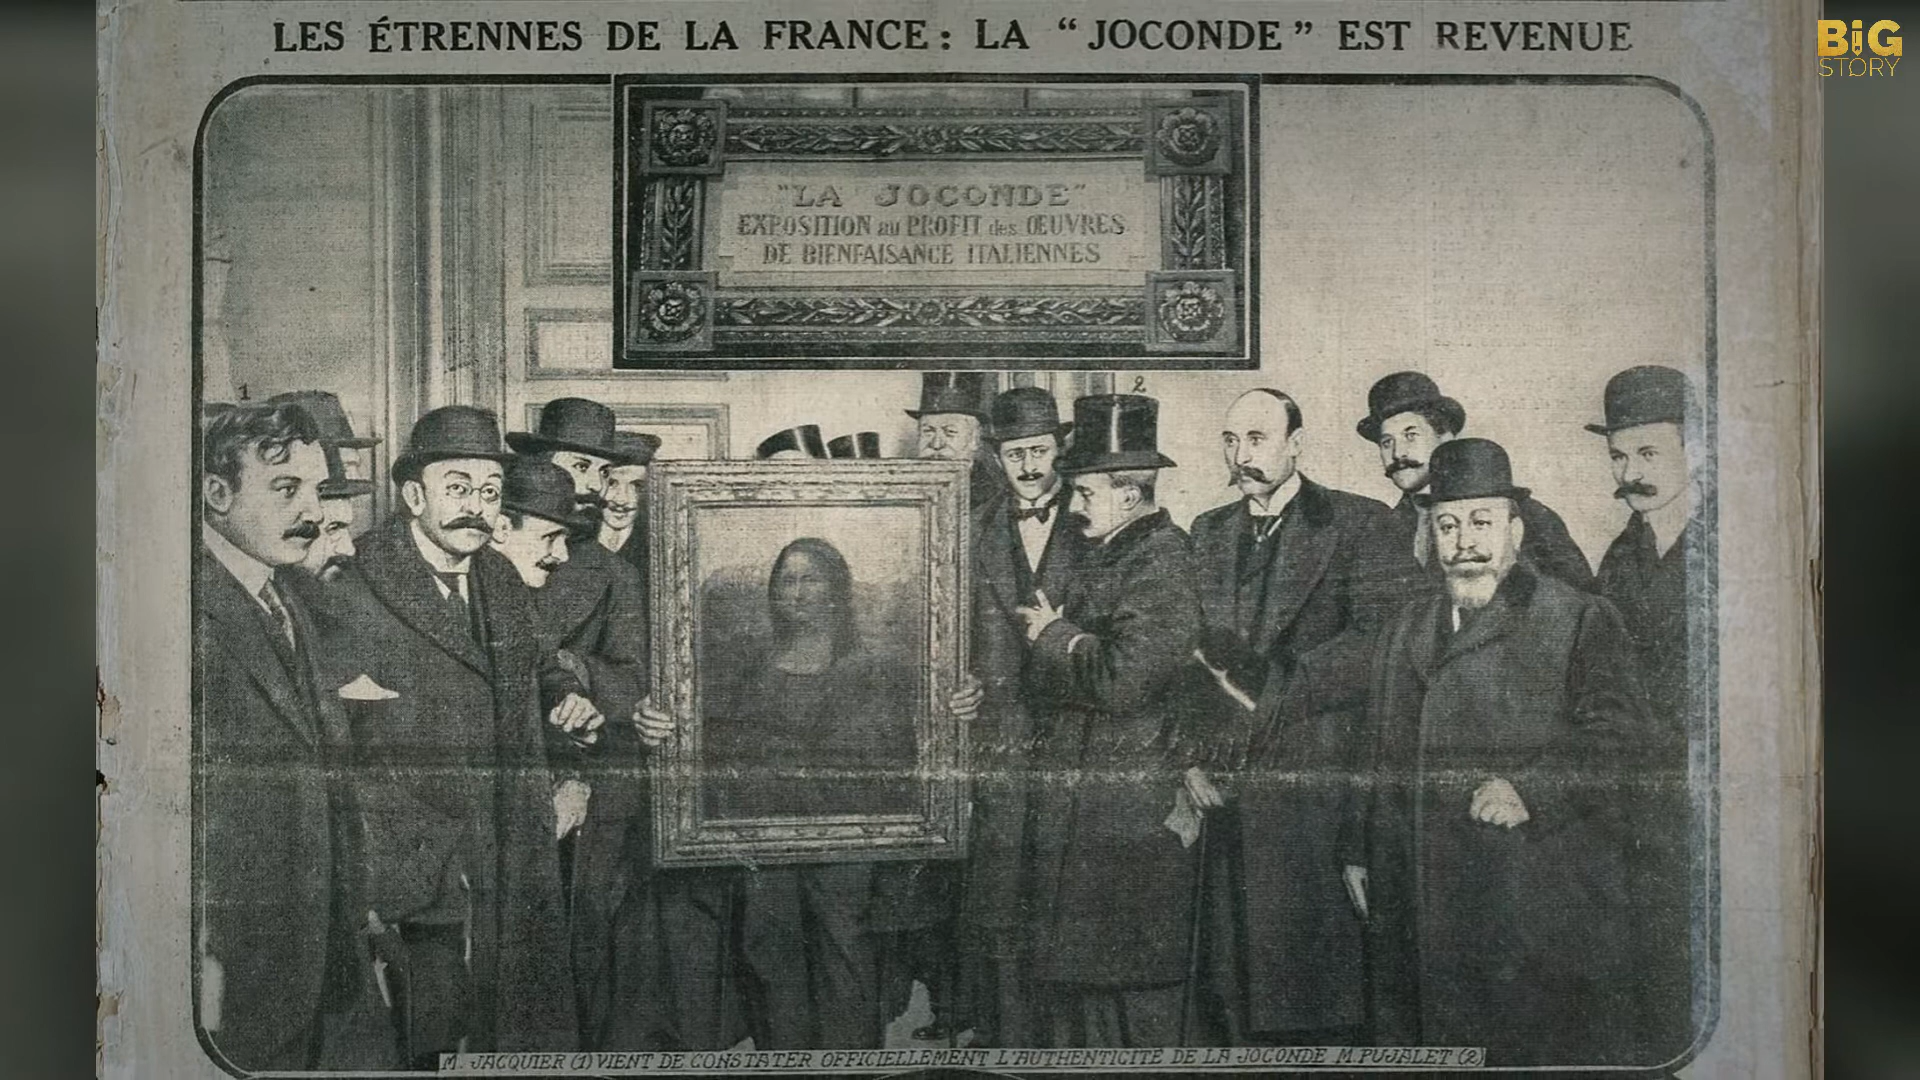 LES ÉTRENNES DE LA FRANCE : LA “JOCONDE” EST REVENUE
BiG
STORY
"LA JOCONDE"
EXPOSITION au PROFIT des ŒUVRES
DE BIENFAISANCE ITALIENNES
1
2
M. JACQUIER (1) VIENT DE CONSTATER OFFICIELLEMENT L'AUTHENTICITÉ DE LA JOCONDE M. PUJALET (2)